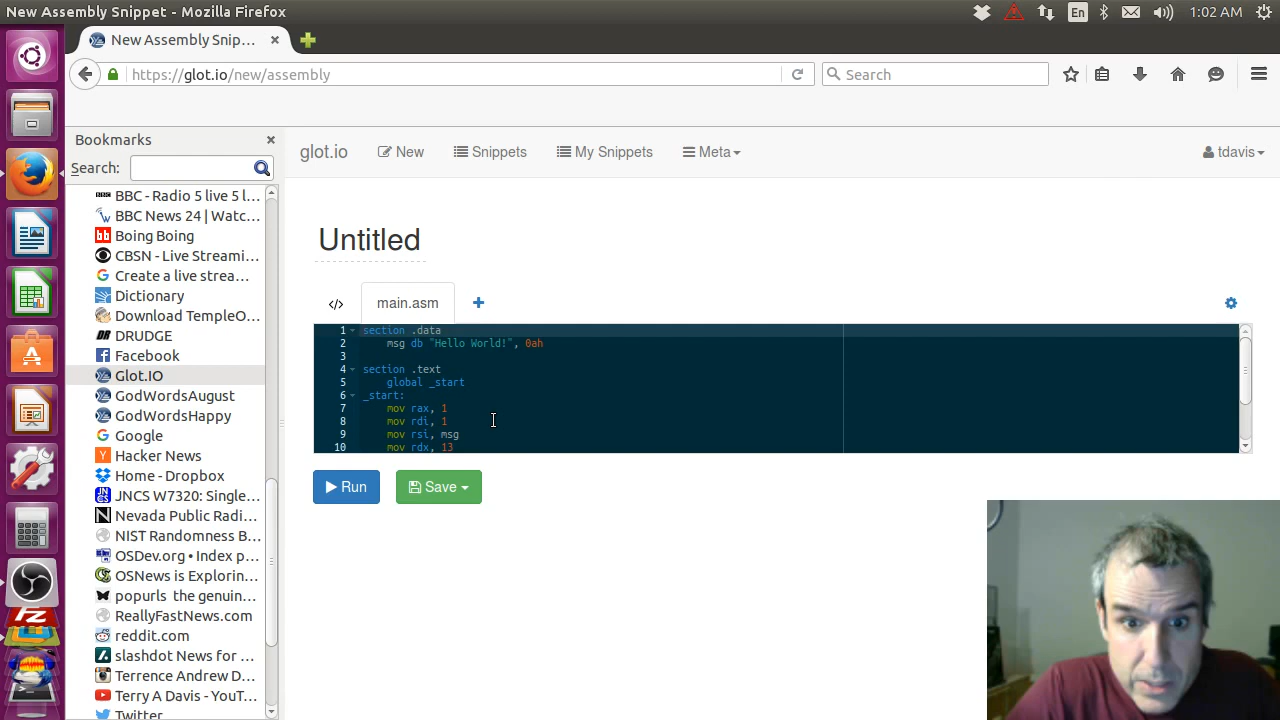 New Assembly Snippet - Mozilla Firefox
En
1:02 AM
New Assembly Snip...
https://glot.io/new/assembly
Search
Bookmarks
Search:
BBC - Radio 5 live 5 l...
BBC News 24 | Watc...
Boing Boing
CBSN - Live Streami...
Create a live strea...
Dictionary
Download TempleO...
DRUDGE
Facebook
Glot.IO
GodWordsAugust
GodWordsHappy
Google
Hacker News
Home - Dropbox
JNCS W7320: Single...
Nevada Public Radi...
NIST Randomness B...
OSDev.org • Index p...
OSNews is Explorin...
popurls the genuin...
ReallyFastNews.com
reddit.com
slashdot News for ...
Terrence Andrew D...
Terry A Davis - YouT...
Twitter
glot.io
New
Snippets
My Snippets
Meta
tdavis
Untitled
</> main.asm +
1 section .data
2 msg db "Hello World!", 0ah
3
4 section .text
5 global _start
6 _start:
7 mov rax, 1
8 mov rdi, 1
9 mov rsi, msg
10 mov rdx, 13
Run
Save